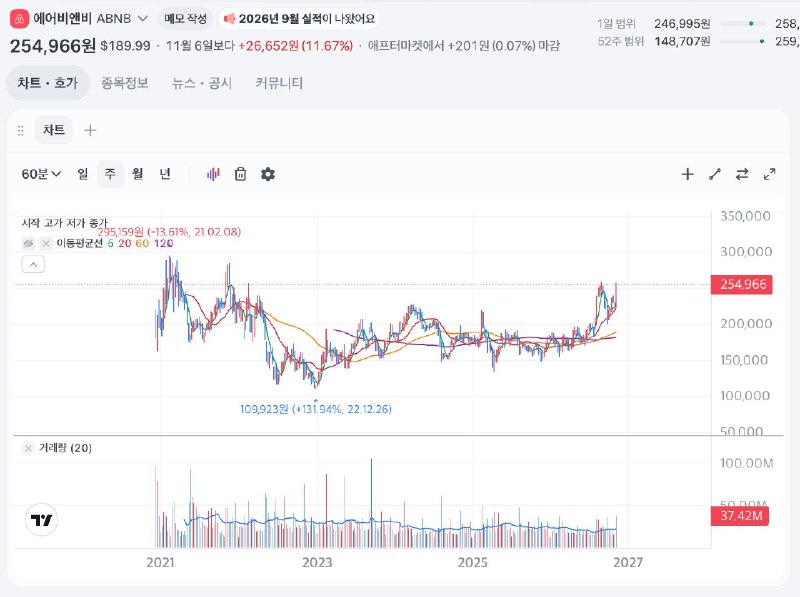 에어비앤비 ABNB 메모 작성 2026년 9월 실적이 나왔어요
254,966원 $189.99 · 11월 6일보다 +26,652원 (11.67%) · 애프터마켓에서 +201원 (0.07%) 마감
1일 범위 246,995원 258,
52주 범위 148,707원 259,
차트 · 호가 종목정보 뉴스 · 공시 커뮤니티
차트
60분 일 주 월 년
시작 고가 저가 종가
295,159원 (-13.61%, 21.02.08)
이동평균선 5 20 60 120
350,000
300,000
254,966
200,000
150,000
100,000
50,000
109,923원 (+131.94%, 22.12.26)
거래량 (20)
100.00M
50.00M
37.42M
2021 2023 2025 2027